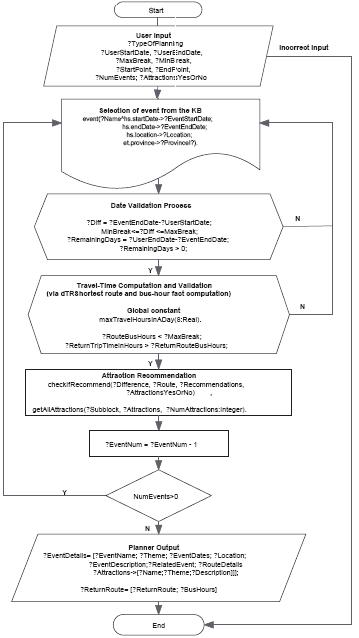 Start
User Input
?TypeOfPlanning
?UserStartDate, ?UserEndDate,
?MaxBreak, ?MinBreak,
?StartPoint, ?EndPoint,
?NumEvents; ?AttractionsYesOrNo
Incorrect Input
Selection of event from the KB
event(?Name^hs.startDate->?EventStartDate;
hs.endDate->?EventEndDate;
hs.location->?Location;
et.province->?Province!?).
Date Validation Process
?Diff = ?EventEndDate-?UserStartDate;
MinBreak<=?Diff <=MaxBreak;
?RemainingDays = ?UserEndDate-?EventEndDate;
?RemainingDays > 0;
N
Y
Travel-Time Computation and Validation
(via dTRShortest route and bus-hour fact computation)
Global constant
maxTravelHoursInADay(8:Real).
?RouteBusHours < ?MaxBreak;
?ReturnTripTimeInHours > ?ReturnRouteBusHours;
N
Y
Attraction Recommendation
checkIfRecommend(?Difference, ?Route, ?Recommendations,
?AttractionsYesOrNo) ,
getAllAttractions(?Subblock, ?Attractions, ?NumAttractions:Integer).
?EventNum = ?EventNum - 1
Y
NumEvents>0
N
Planner Output
?EventDetails= [?EventName; ?Theme; ?EventDates; ?Location;
?EventDescription;?RelatedEvent; ?RouteDetails
?Attractions->[?Name;?Theme;?Description]]];
?ReturnRoute= [?ReturnRoute; ?BusHours]
End